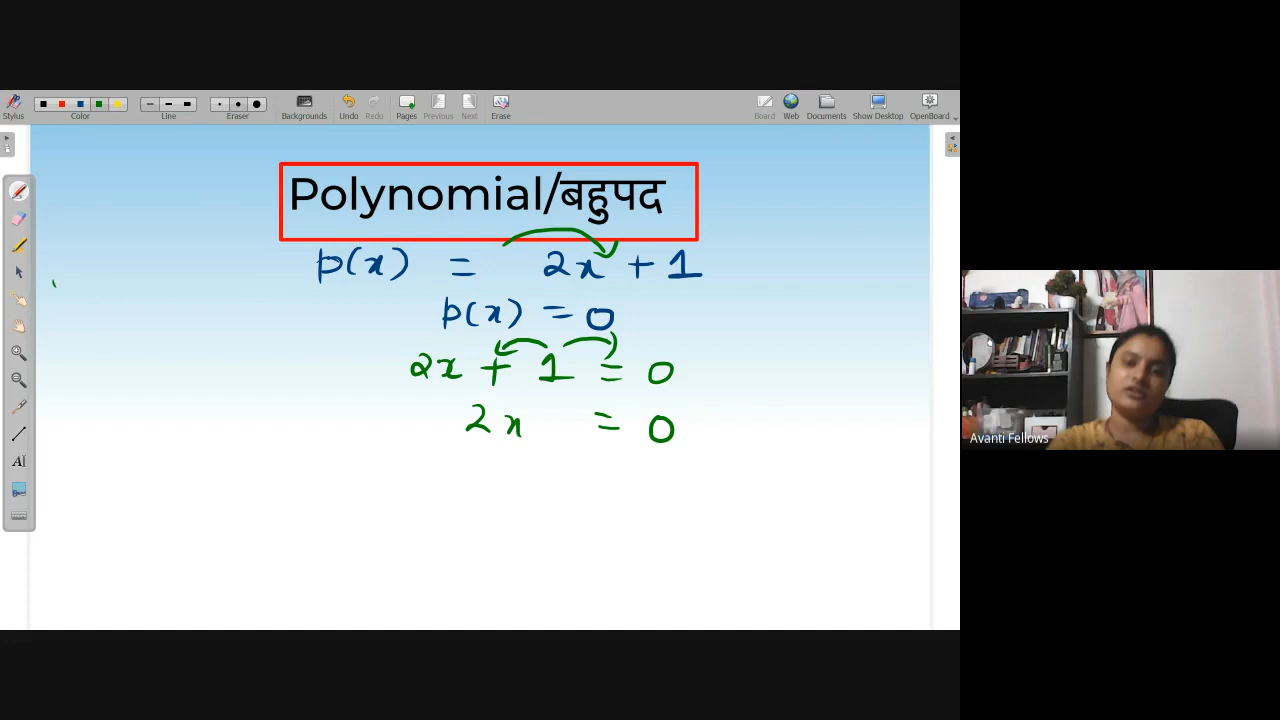 Stylus
Color
Line
Eraser
Backgrounds
Undo
Redo
Pages
Previous
Next
Erase
Board
Web
Documents
Show Desktop
OpenBoard
Polynomial/बहुपद
p(x) = 2x + 1
p(x) = 0
2x + 1 = 0
2x = 0
Avanti Fellows